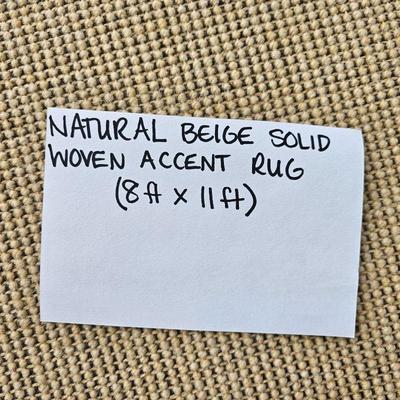 NATURAL BEIGE SOLID
WOVEN ACCENT RUG
(8ft x 11ft)